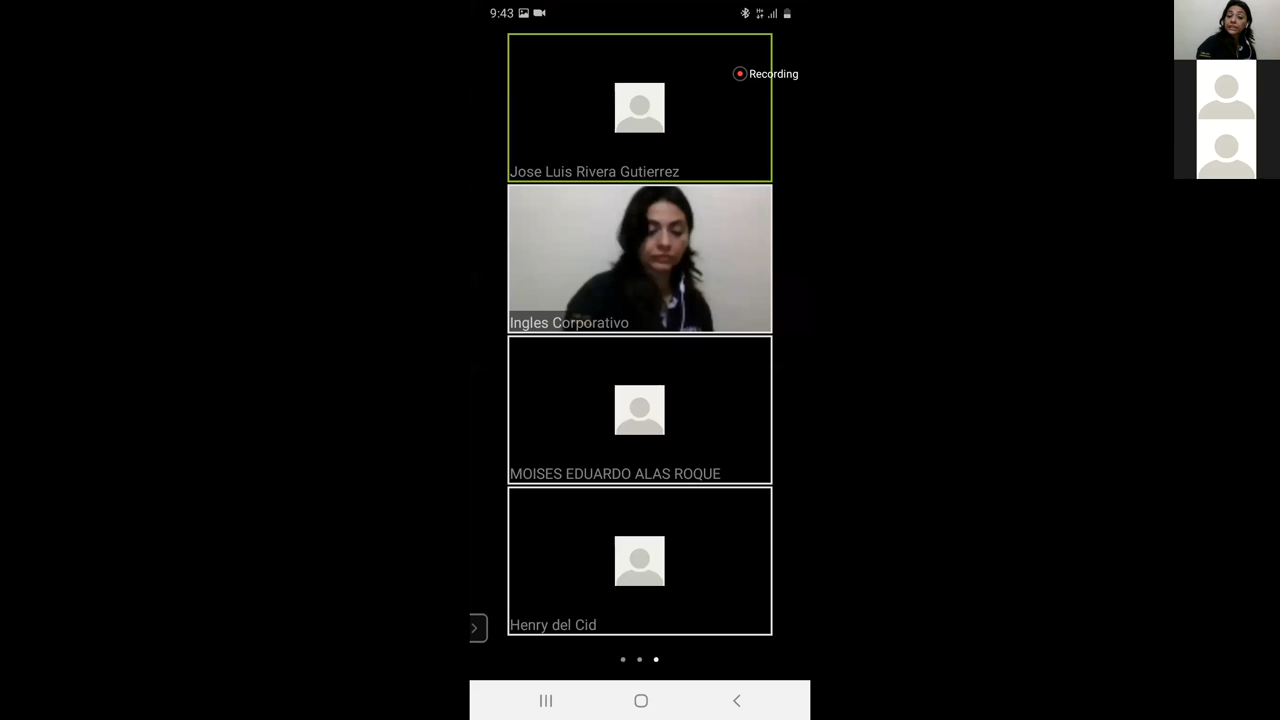 9:43
Recording
Jose Luis Rivera Gutierrez
Ingles Corporativo
MOISES EDUARDO ALAS ROQUE
Henry del Cid